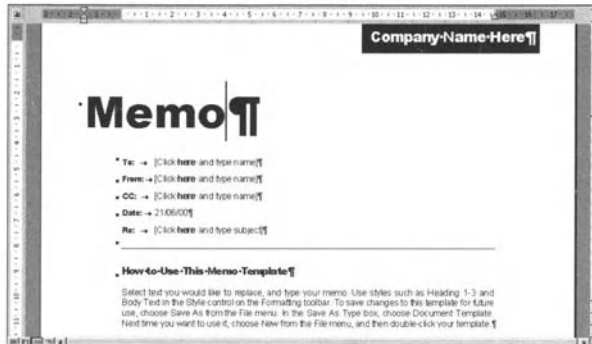 Company·Name·Here¶
Memo¶
To: → [Click here and type name]¶
From: → [Click here and type name]¶
CC: → [Click here and type name]¶
Date: → 21/06/00¶
Re: → [Click here and type subject]¶
How·to·Use·This·Memo·Template¶
Select text you would like to replace, and type your memo. Use styles such as Heading 1-3 and
Body Text in the Style control on the Formatting toolbar. To save changes to this template for future
use, choose Save As from the File menu. In the Save As Type box, choose Document Template.
Next time you want to use it, choose New from the File menu, and then double-click your template.¶